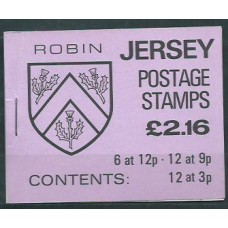 ROBIN
JERSEY
POSTAGE
STAMPS
£2.16
6 at 12p · 12 at 9p
CONTENTS: 12 at 3p